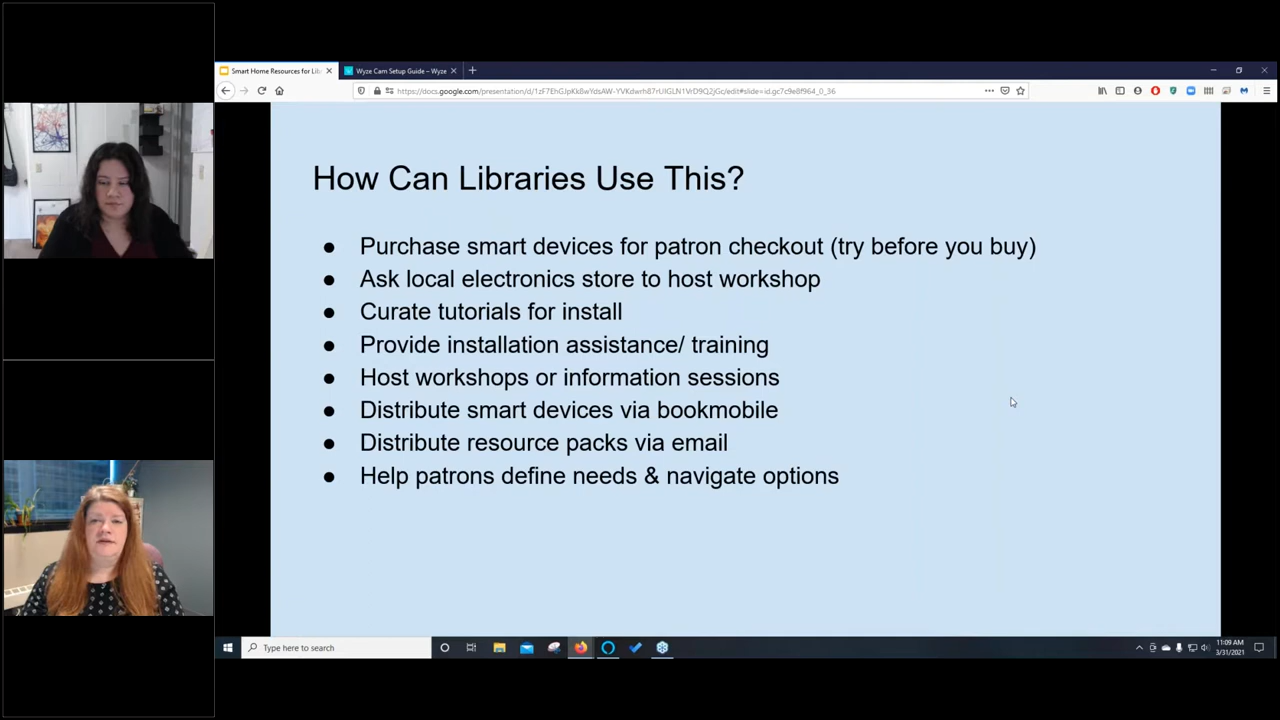 Smart Home Resources for Lib
Wyze Cam Setup Guide – Wyze
How Can Libraries Use This?
● Purchase smart devices for patron checkout (try before you buy)
● Ask local electronics store to host workshop
● Curate tutorials for install
● Provide installation assistance/ training
● Host workshops or information sessions
● Distribute smart devices via bookmobile
● Distribute resource packs via email
● Help patrons define needs & navigate options
Type here to search
11:09 AM
3/31/2021